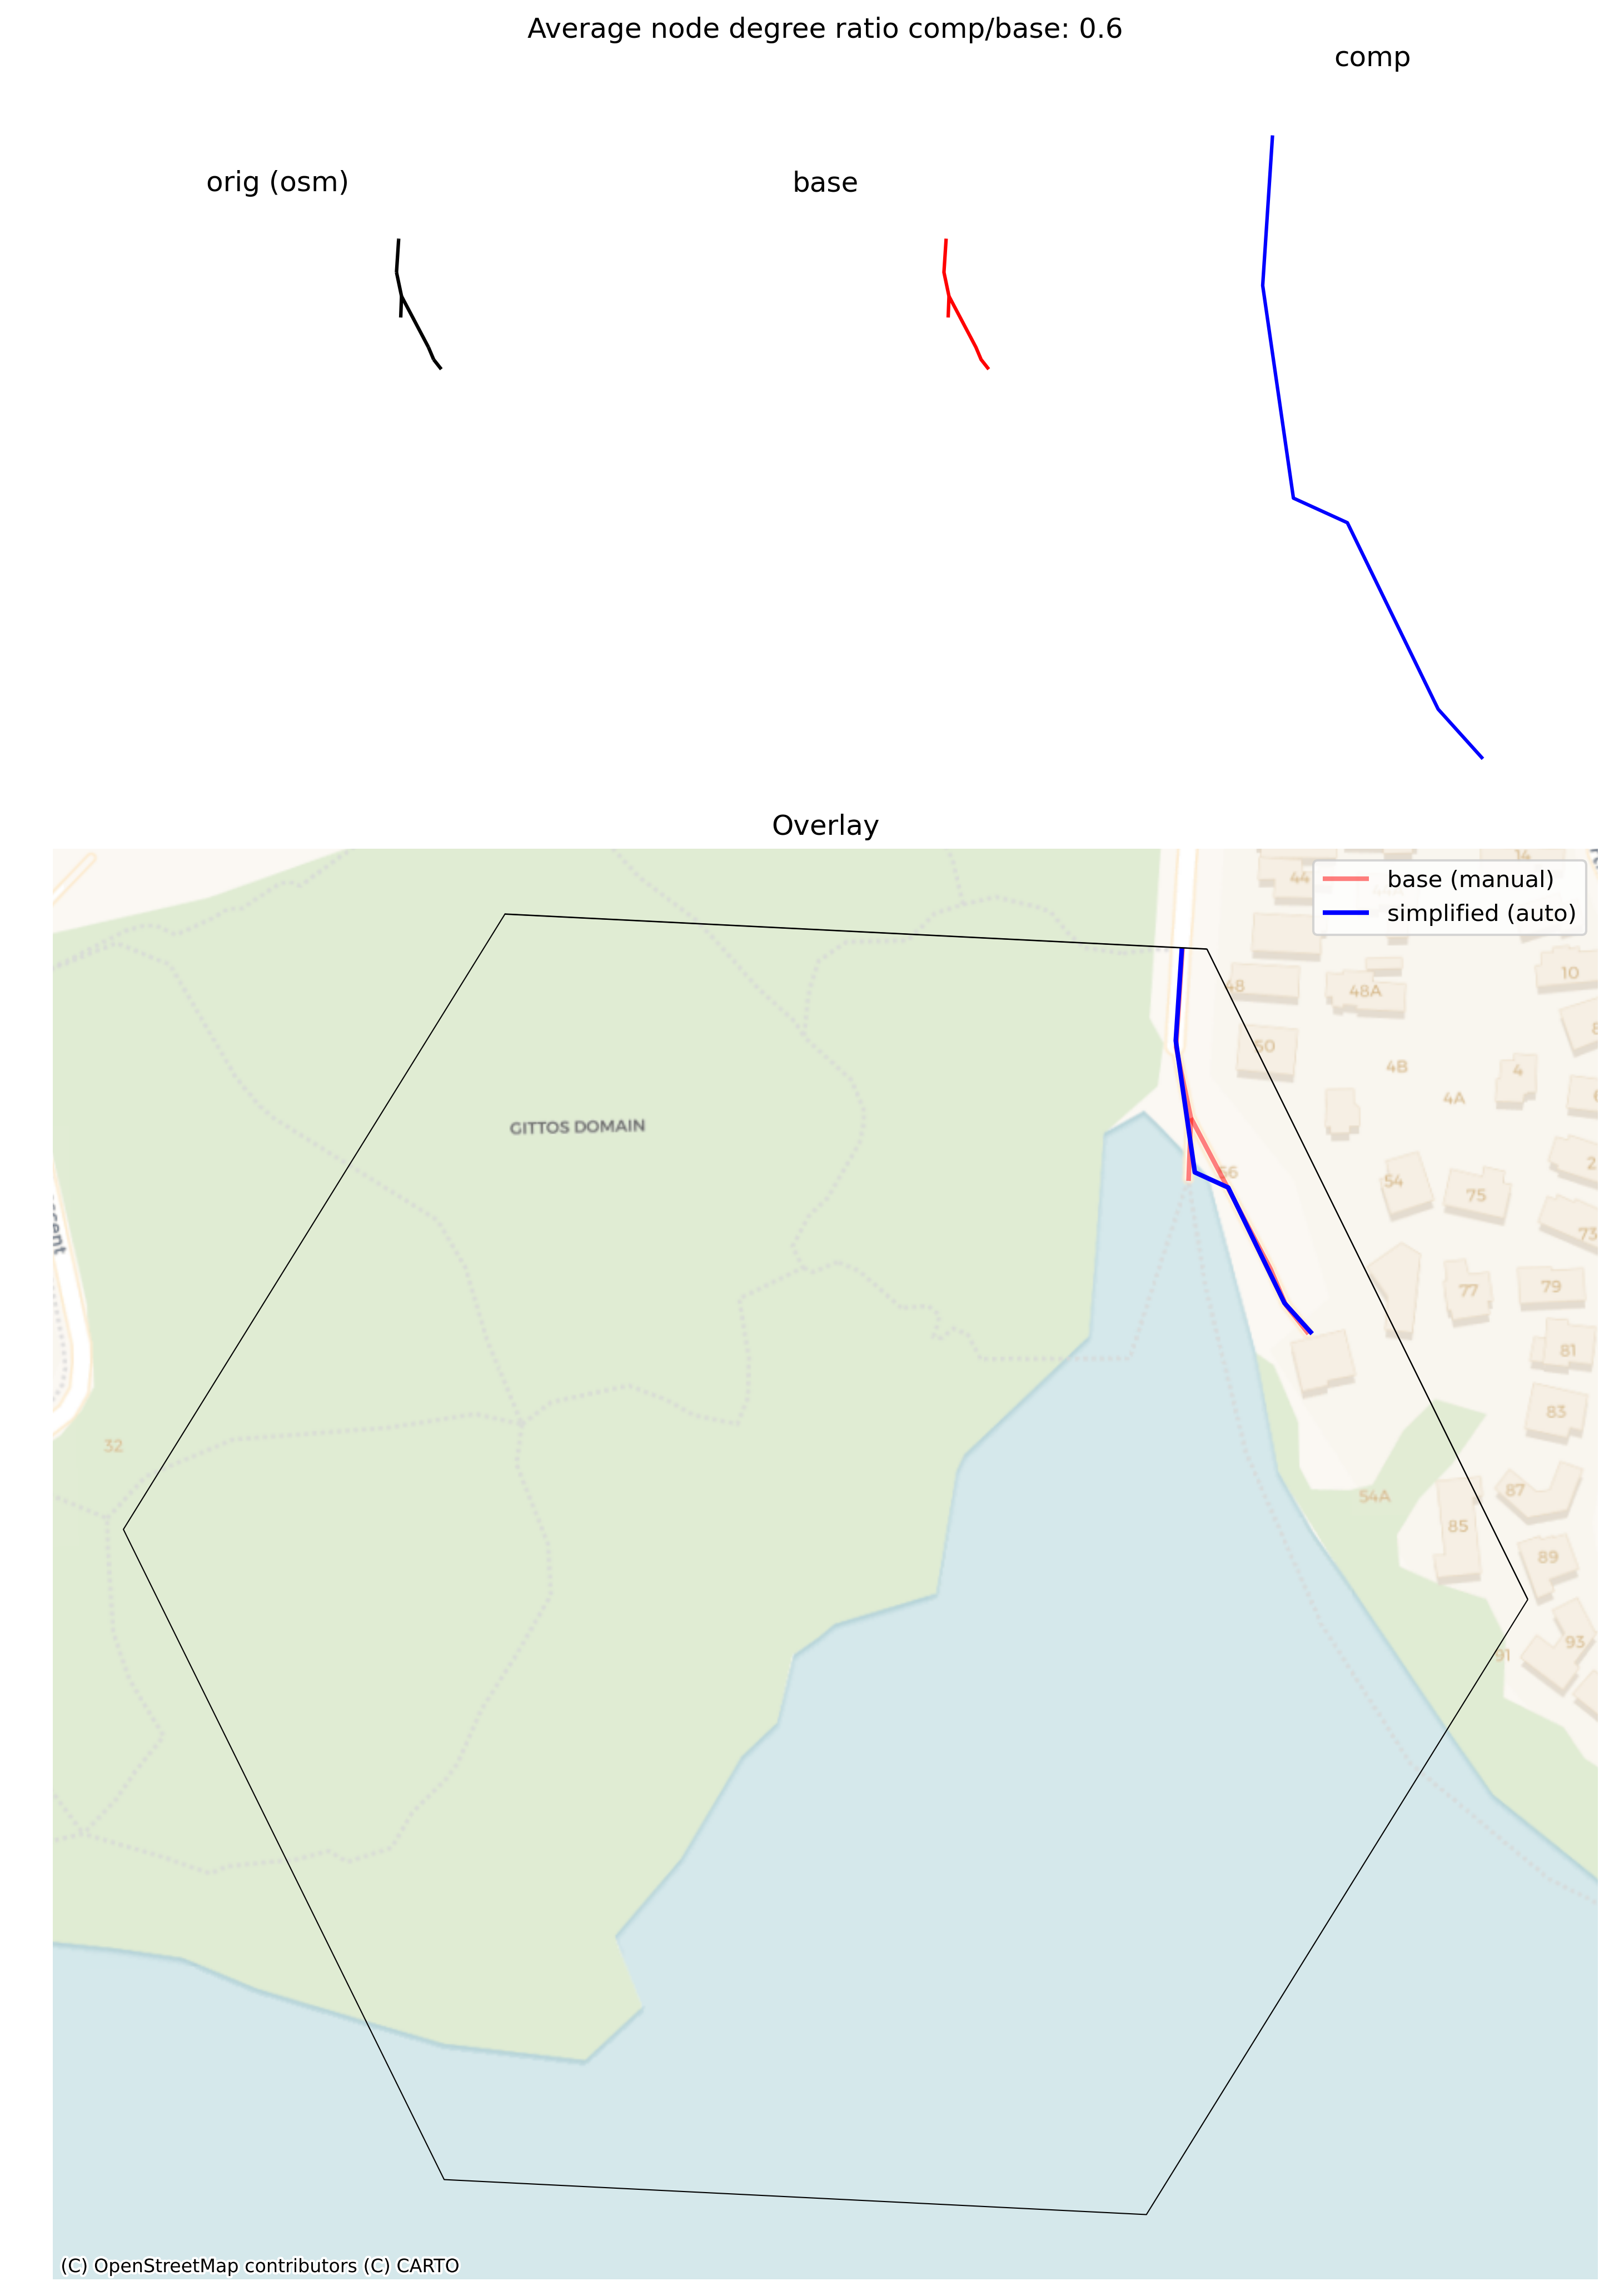 Average node degree ratio comp/base: 0.6
comp
orig (osm)
base
Overlay
base (manual)
simplified (auto)
14
44
48
48A
10
50
4B
4
4A
GITTOS DOMAIN
56
54
75
73
77
79
81
83
32
54A
87
85
89
93
91
(C) OpenStreetMap contributors (C) CARTO